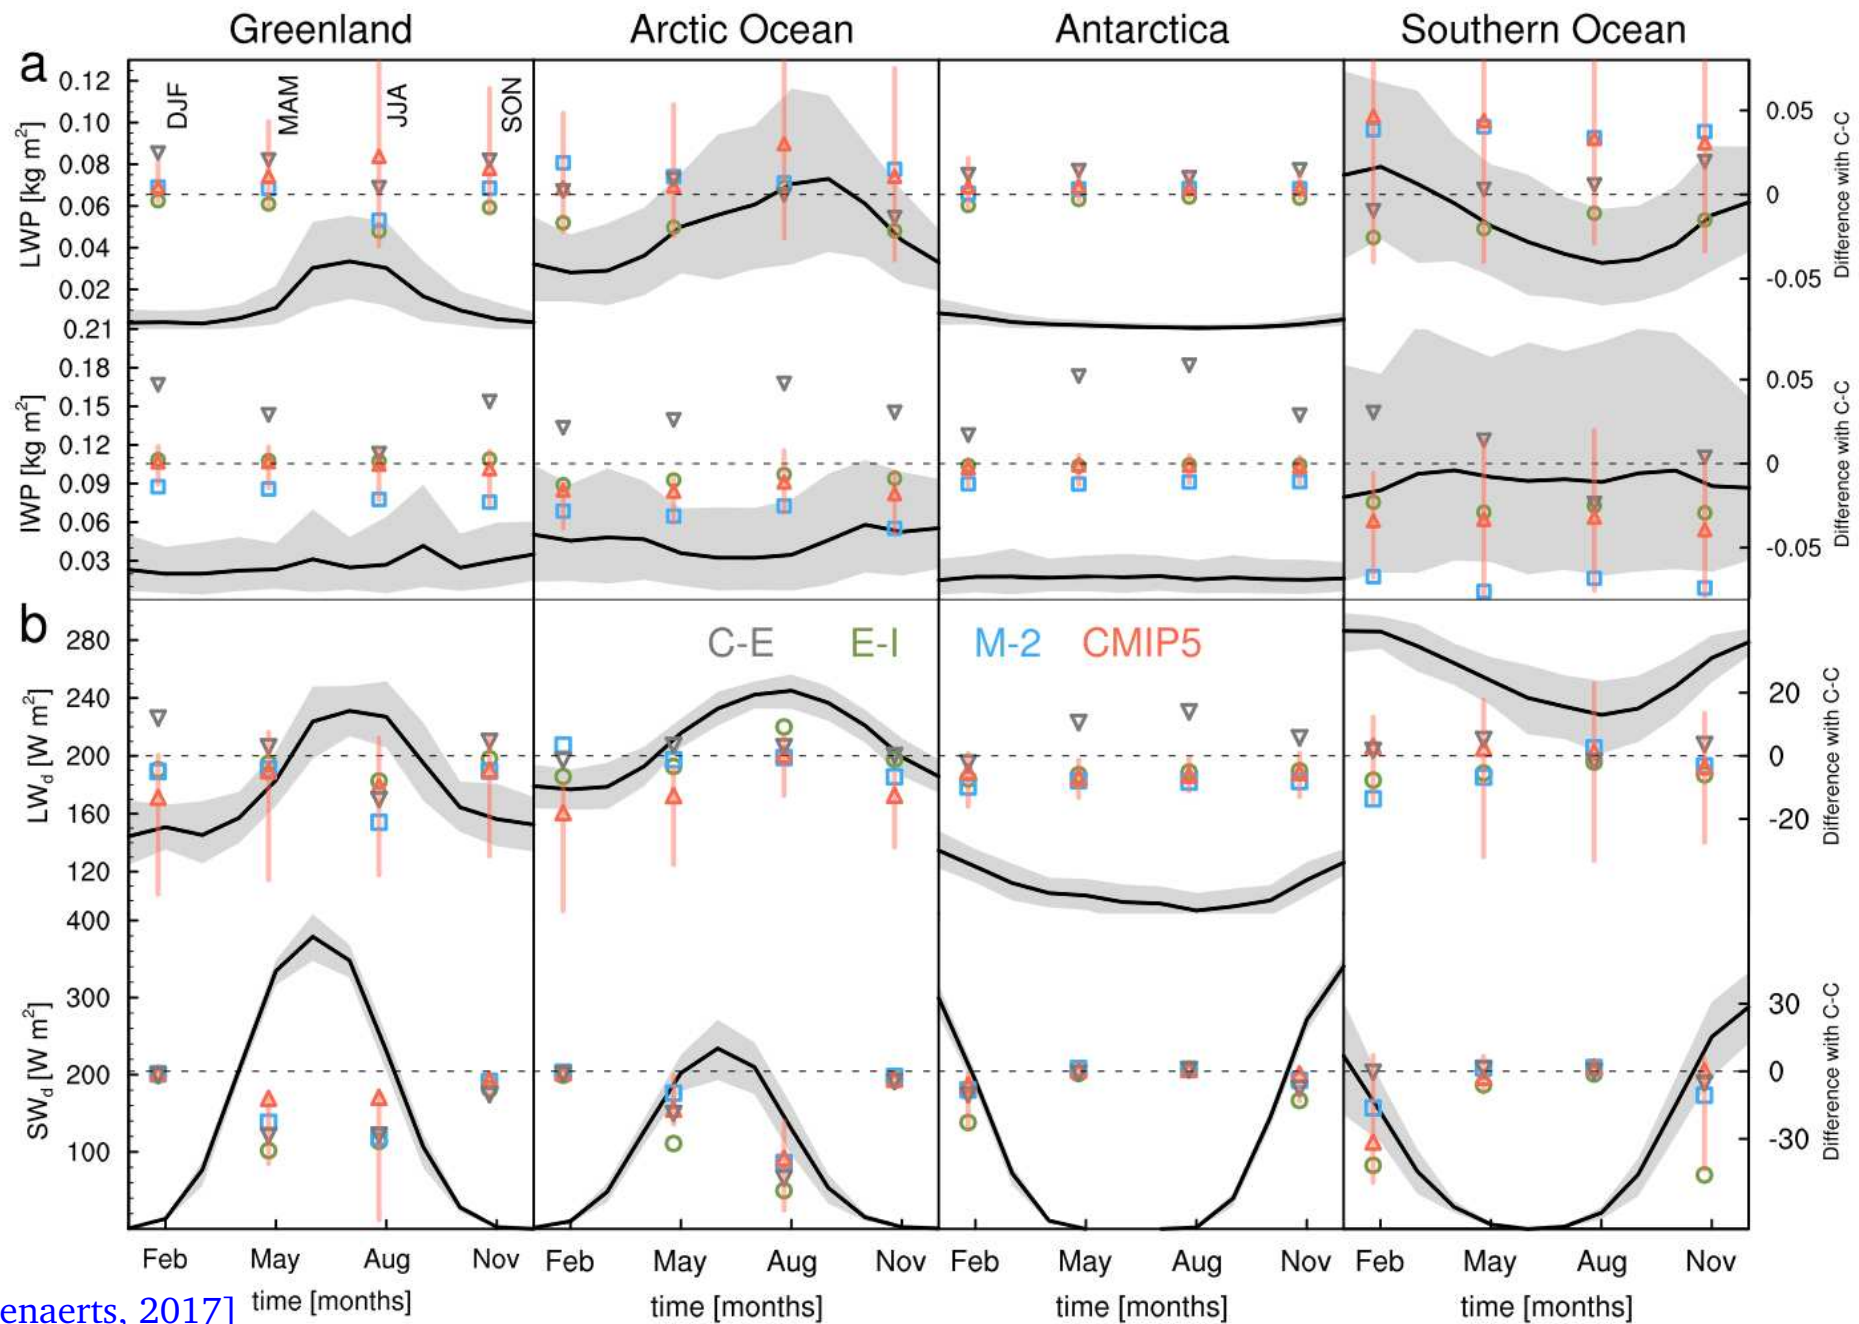 Greenland Arctic Ocean Antarctica Southern Ocean
a
DJF MAM JJA SON
LWP [kg m²]
0.12
0.10
0.08
0.06
0.04
0.02
0.05
0
-0.05
Difference with C-C
IWP [kg m²]
0.21
0.18
0.15
0.12
0.09
0.06
0.03
0.05
0
-0.05
Difference with C-C
b
C-E E-I M-2 CMIP5
LWd [W m²]
280
240
200
160
120
20
0
-20
Difference with C-C
SWd [W m²]
400
300
200
100
30
0
-30
Difference with C-C
Feb May Aug Nov Feb May Aug Nov Feb May Aug Nov Feb May Aug Nov
time [months] time [months] time [months] time [months]
enaerts, 2017]